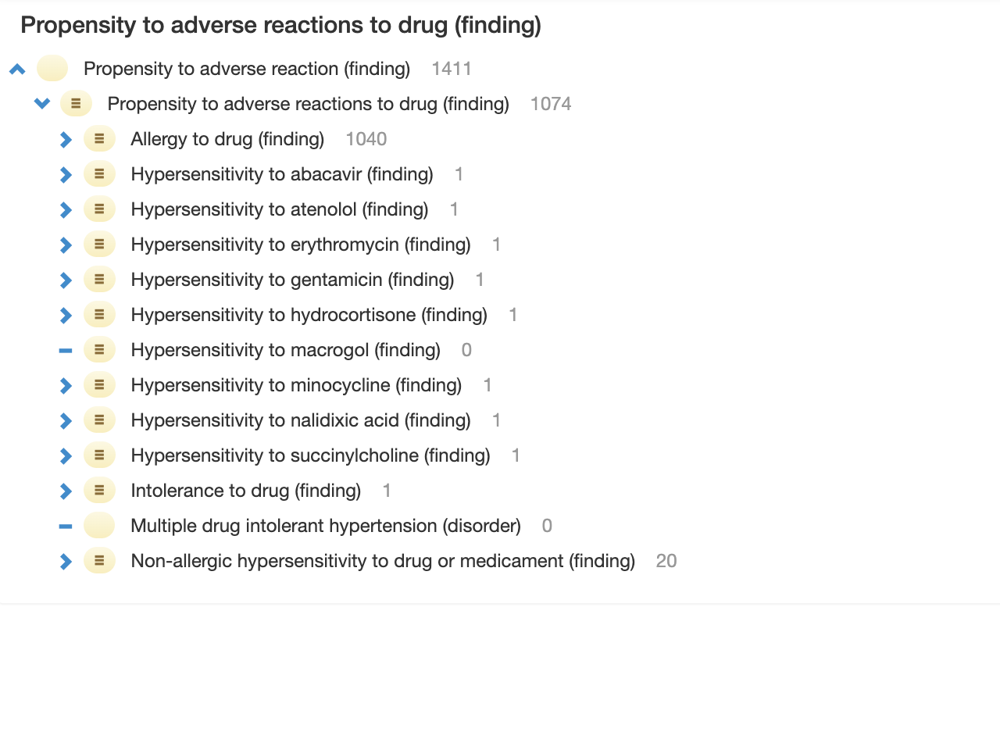 Propensity to adverse reactions to drug (finding)
Propensity to adverse reaction (finding) 1411
Propensity to adverse reactions to drug (finding) 1074
Allergy to drug (finding) 1040
Hypersensitivity to abacavir (finding) 1
Hypersensitivity to atenolol (finding) 1
Hypersensitivity to erythromycin (finding) 1
Hypersensitivity to gentamicin (finding) 1
Hypersensitivity to hydrocortisone (finding) 1
Hypersensitivity to macrogol (finding) 0
Hypersensitivity to minocycline (finding) 1
Hypersensitivity to nalidixic acid (finding) 1
Hypersensitivity to succinylcholine (finding) 1
Intolerance to drug (finding) 1
Multiple drug intolerant hypertension (disorder) 0
Non-allergic hypersensitivity to drug or medicament (finding) 20